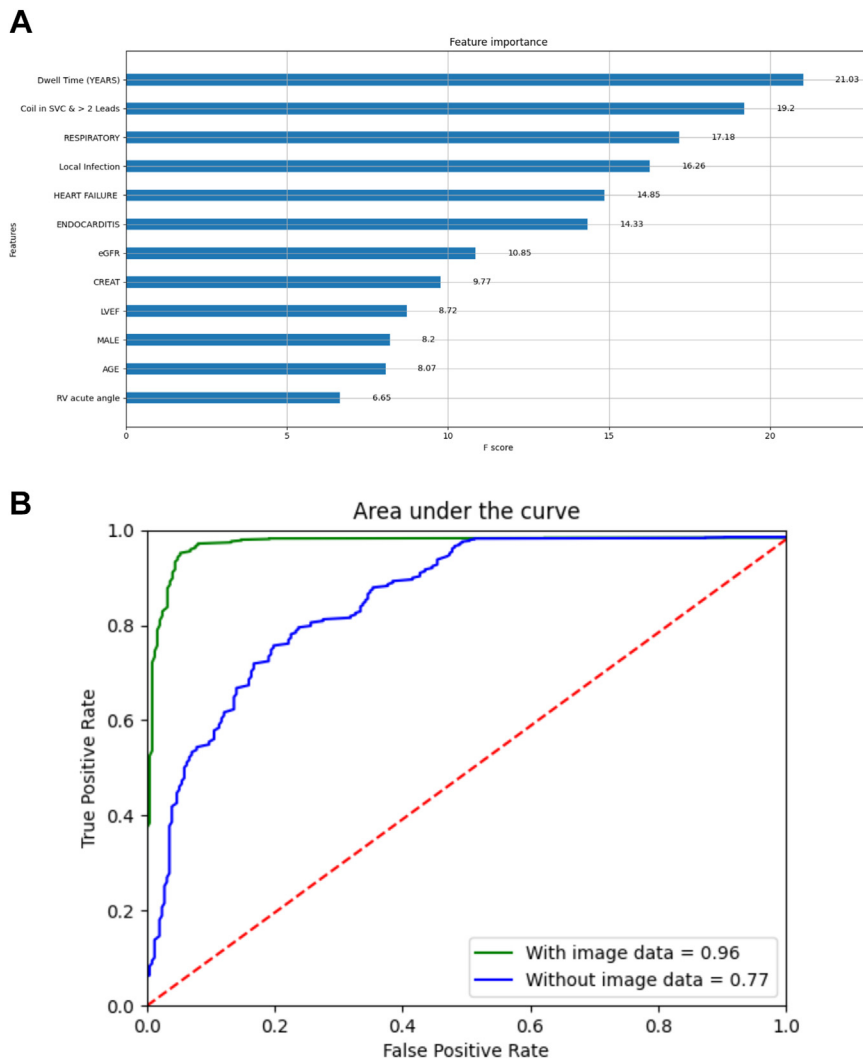 A
Feature importance
Dwell Time (YEARS)
21.03
Coil in SVC & > 2 Leads
19.2
RESPIRATORY
17.18
Local Infection
16.26
HEART FAILURE
14.85
ENDOCARDITIS
14.33
eGFR
10.85
CREAT
9.77
LVEF
8.72
MALE
8.2
AGE
8.07
RV acute angle
6.65
Features
0 5 10 15 20
F score
B
Area under the curve
1.0
0.8
0.6
0.4
0.2
0.0
True Positive Rate
With image data = 0.96
Without image data = 0.77
0.0 0.2 0.4 0.6 0.8 1.0
False Positive Rate